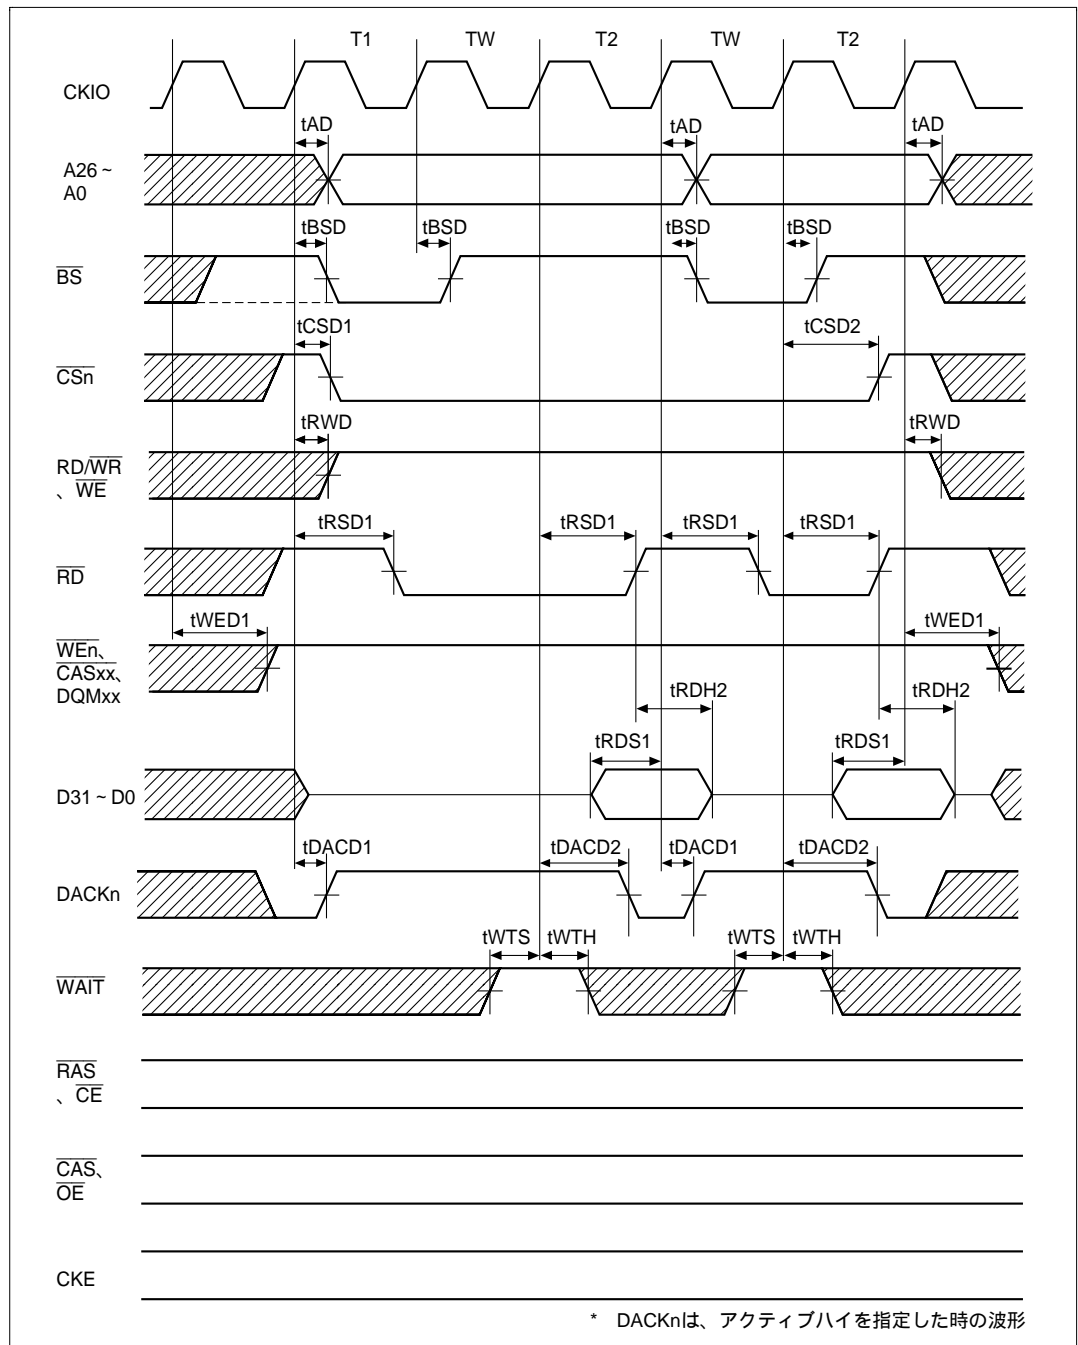 T1 TW T2 TW T2
CKIO
tAD tAD tAD
A26 ~
A0
tBSD tBSD tBSD tBSD
BS
tCSD1 tCSD2
CSn
tRWD tRWD
RD/WR
、WE
tRSD1 tRSD1 tRSD1 tRSD1
RD
tWED1 tWED1
WEn、
CASxx、
DQMxx
tRDH2 tRDH2
tRDS1 tRDS1
D31 ~ D0
tDACD1 tDACD2 tDACD1 tDACD2
DACKn
tWTS tWTH tWTS tWTH
WAIT
RAS
、CE
CAS、
OE
CKE
* DACKnは、アクティブハイを指定した時の波形